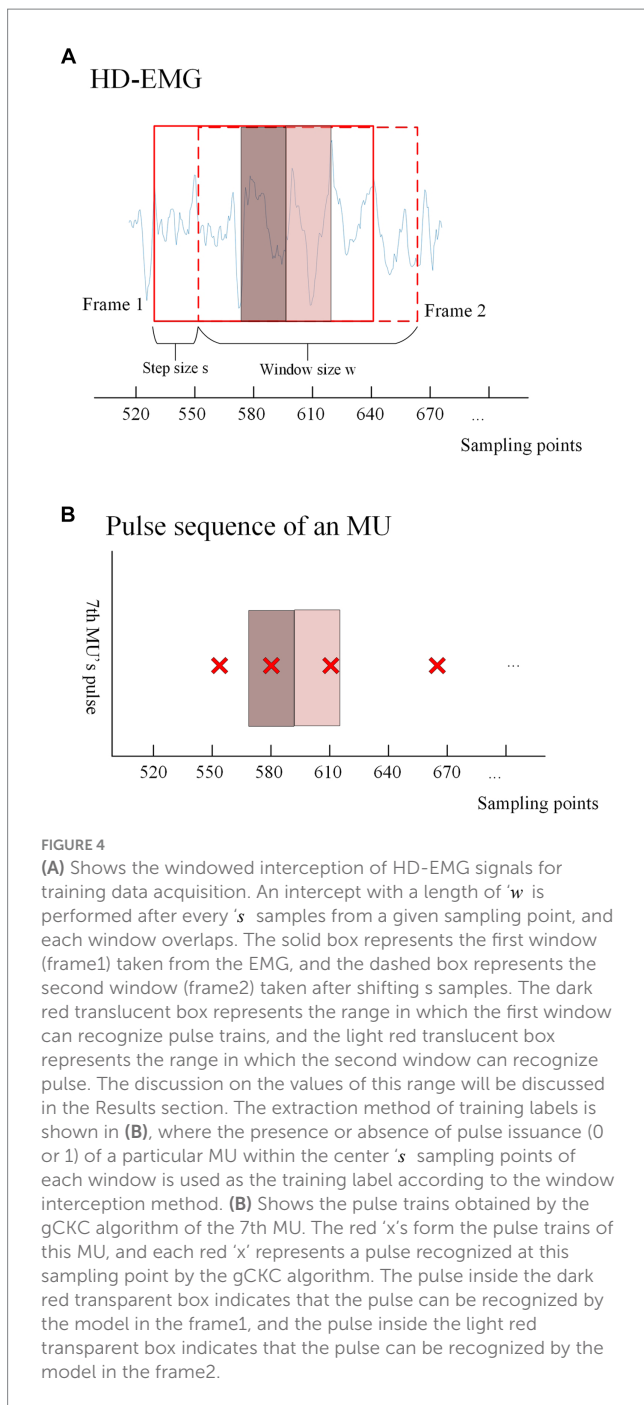 A
HD-EMG
Frame 1
Frame 2
Step size s
Window size w
520 550 580 610 640 670 ...
Sampling points
B
Pulse sequence of an MU
7th MU's pulse
...
520 550 580 610 640 670 ...
Sampling points
FIGURE 4
(A) Shows the windowed interception of HD-EMG signals for
training data acquisition. An intercept with a length of ‘w is
performed after every ‘s samples from a given sampling point, and
each window overlaps. The solid box represents the first window
(frame1) taken from the EMG, and the dashed box represents the
second window (frame2) taken after shifting s samples. The dark
red translucent box represents the range in which the first window
can recognize pulse trains, and the light red translucent box
represents the range in which the second window can recognize
pulse. The discussion on the values of this range will be discussed
in the Results section. The extraction method of training labels is
shown in (B), where the presence or absence of pulse issuance (0
or 1) of a particular MU within the center ‘s sampling points of
each window is used as the training label according to the window
interception method. (B) Shows the pulse trains obtained by the
gCKC algorithm of the 7th MU. The red ‘x’s form the pulse trains of
this MU, and each red ‘x’ represents a pulse recognized at this
sampling point by the gCKC algorithm. The pulse inside the dark
red transparent box indicates that the pulse can be recognized by
the model in the frame1, and the pulse inside the light red
transparent box indicates that the pulse can be recognized by the
model in the frame2.